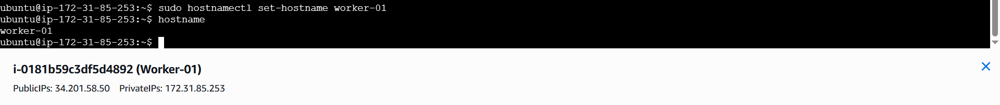 ubuntu@ip-172-31-85-253:~$ sudo hostnamectl set-hostname worker-01
ubuntu@ip-172-31-85-253:~$ hostname
worker-01
ubuntu@ip-172-31-85-253:~$
i-0181b59c3df5d4892 (Worker-01)
PublicIPs: 34.201.58.50 PrivateIPs: 172.31.85.253